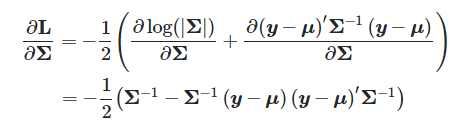 ∂L/∂Σ = −1/2 ( ∂ log(|Σ|)/∂Σ + ∂(y − μ)′Σ⁻¹ (y − μ)/∂Σ )
= −1/2 (Σ⁻¹ − Σ⁻¹ (y − μ) (y − μ)′Σ⁻¹)